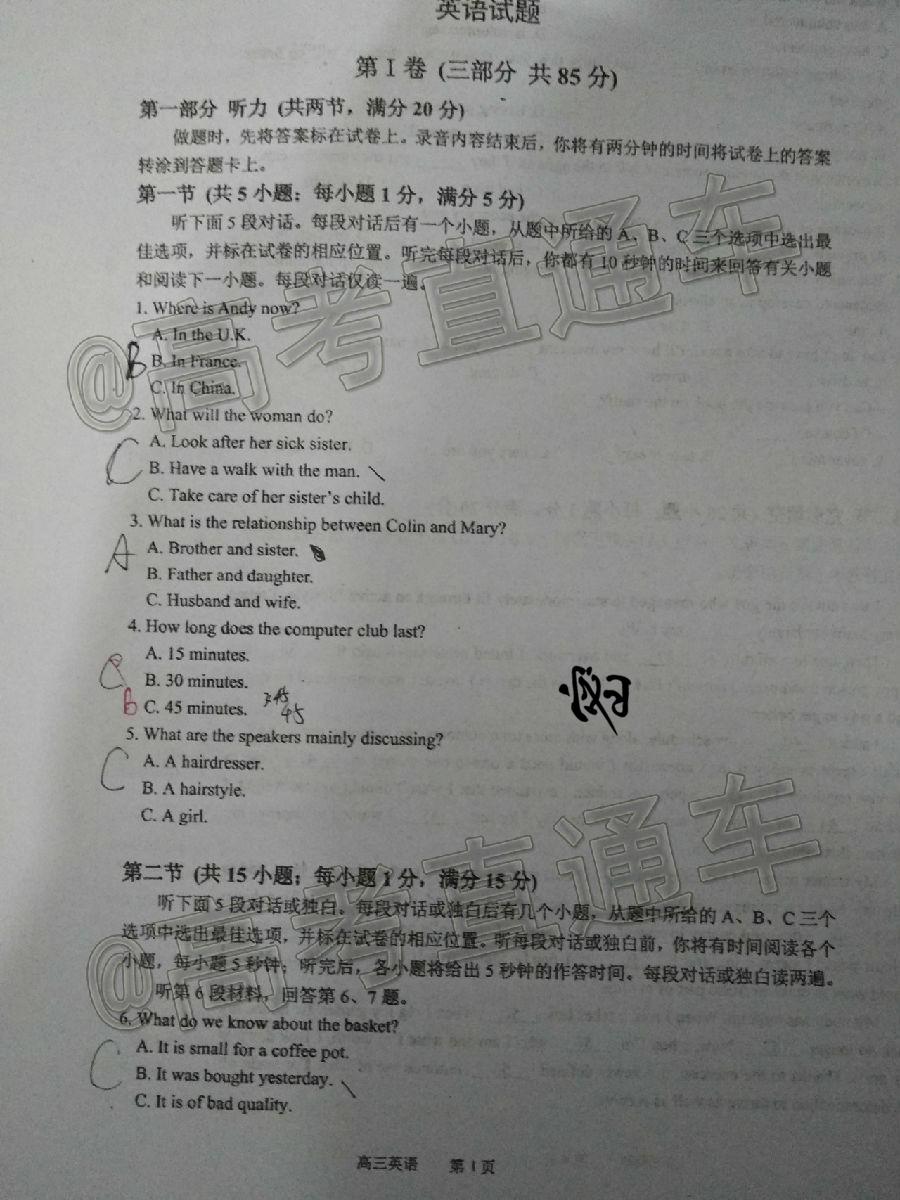 英语试题
第 I 卷 (三部分 共 85 分)
第一部分 听力 (共两节，满分 20 分)
做题时，先将答案标在试卷上。录音内容结束后，你将有两分钟的时间将试卷上的答案
转涂到答题卡上。
第一节 (共 5 小题；每小题 1 分，满分 5 分)
听下面 5 段对话。每段对话后有一个小题，从题中所给的 A、B、C 三个选项中选出最
佳选项，并标在试卷的相应位置。听完每段对话后，你都有 10 秒钟的时间来回答有关小题
和阅读下一小题。每段对话仅读一遍。
@高考直通车
1. Where is Andy now?
A. In the U.K.
B B. In France.
C. In China.
2. What will the woman do?
A. Look after her sick sister.
C B. Have a walk with the man.
C. Take care of her sister's child.
3. What is the relationship between Colin and Mary?
A A. Brother and sister.
B. Father and daughter.
C. Husband and wife.
4. How long does the computer club last?
A. 15 minutes.
B. 30 minutes.
B C. 45 minutes. 45
5. What are the speakers mainly discussing?
C A. A hairdresser.
B. A hairstyle.
C. A girl.
第二节 (共 15 小题；每小题 1 分，满分 15 分)
听下面 5 段对话或独白。每段对话或独白后有几个小题，从题中所给的 A、B、C 三个
选项中选出最佳选项，并标在试卷的相应位置。听每段对话或独白前，你将有时间阅读各个
小题，每小题 5 秒钟；听完后，各小题将给出 5 秒钟的作答时间。每段对话或独白读两遍。
@高考直通车
听第 6 段材料，回答第 6、7 题。
6. What do we know about the basket?
C A. It is small for a coffee pot.
B. It was bought yesterday.
C. It is of bad quality.
高三英语 第 1 页